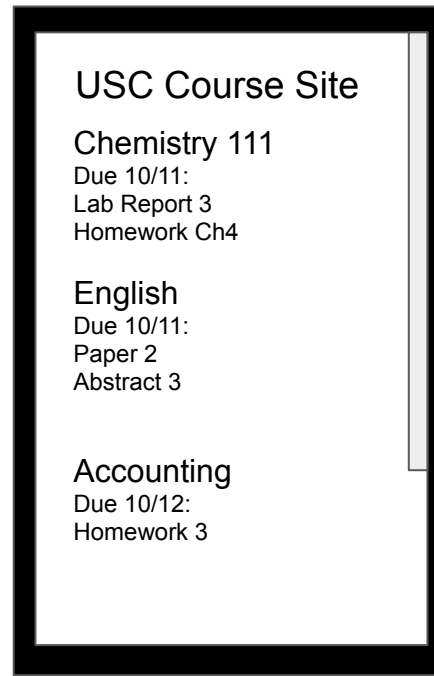 USC Course Site
Chemistry 111
Due 10/11:
Lab Report 3
Homework Ch4
English
Due 10/11:
Paper 2
Abstract 3
Accounting
Due 10/12:
Homework 3